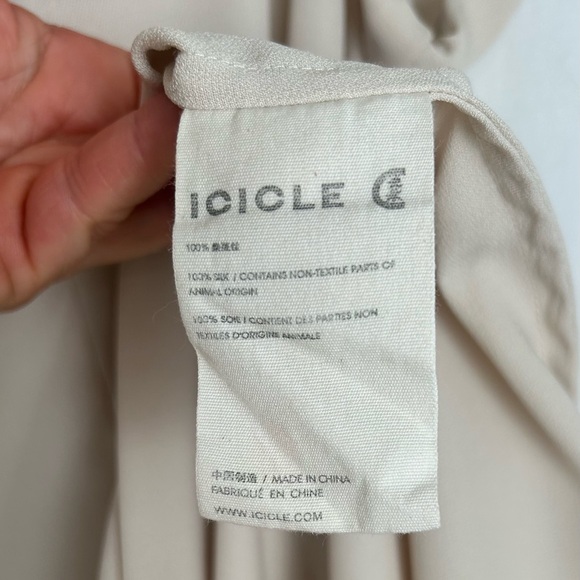 ICICLE
100% 桑蚕丝
100% SILK / CONTAINS NON-TEXTILE PARTS OF
ANIMAL ORIGIN
100% SOIE / CONTIENT DES PARTIES NON
TEXTILES D'ORIGINE ANIMALE
中国制造 / MADE IN CHINA
FABRIQUÉ EN CHINE
WWW.ICICLE.COM